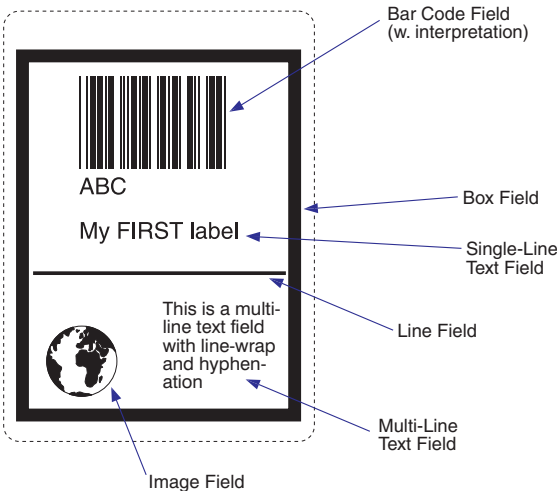 Bar Code Field
(w. interpretation)
ABC
Box Field
My FIRST label
Single-Line
Text Field
This is a multi-
line text field
with line-wrap
and hyphen-
ation
Line Field
Multi-Line
Text Field
Image Field